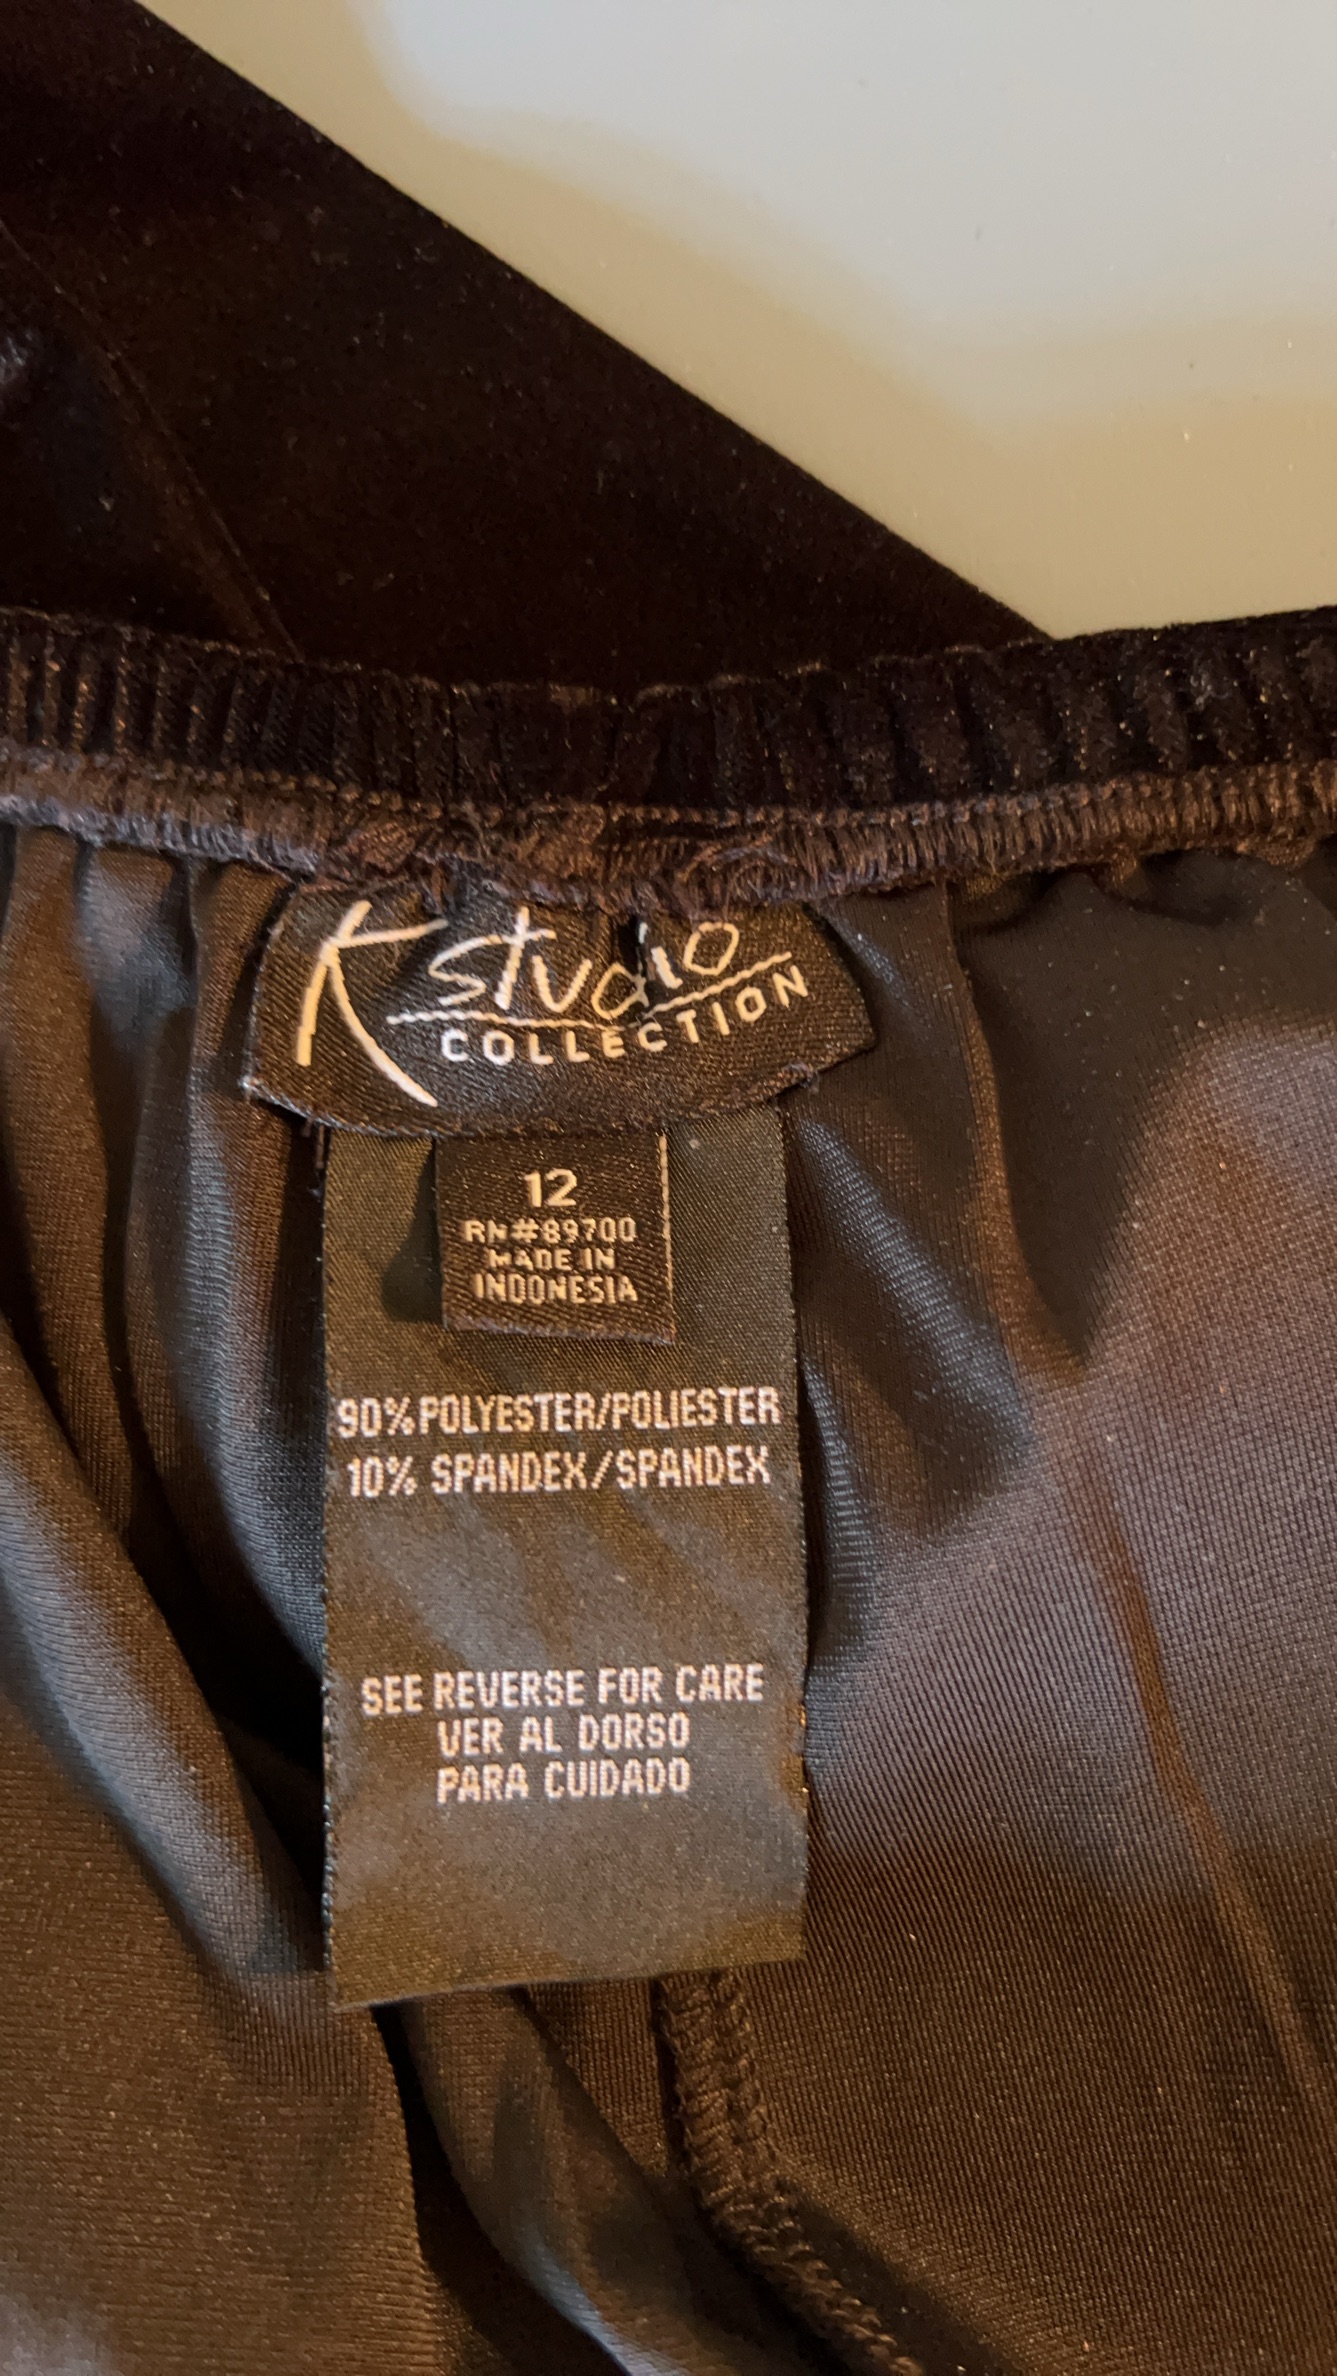 K studio
COLLECTION
12
RN#89700
MADE IN
INDONESIA
90% POLYESTER/POLIESTER
10% SPANDEX/SPANDEX
SEE REVERSE FOR CARE
VER AL DORSO
PARA CUIDADO